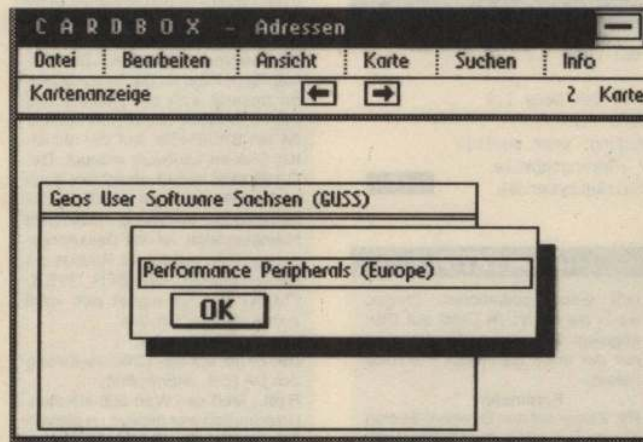 CARDBOX – Adressen
Datei Bearbeiten Ansicht Karte Suchen Info
Kartenanzeige 2 Karte
Geos User Software Sachsen (GUSS)
Performance Peripherals (Europe)
OK